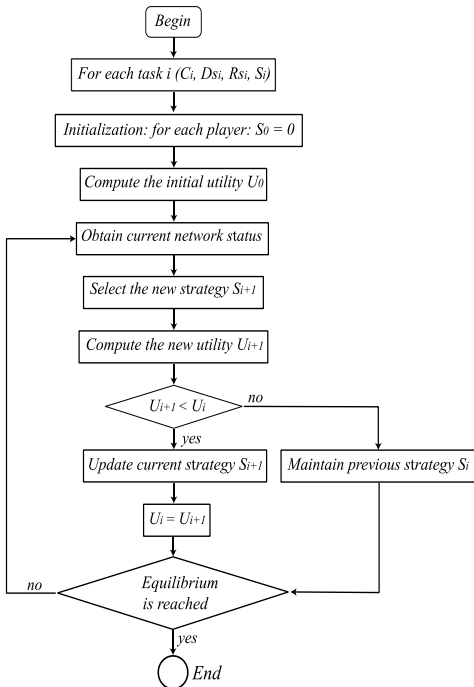 Begin
For each task i (Ci, Dsi, Rsi, Si)
Initialization: for each player: S0 = 0
Compute the initial utility U0
Obtain current network status
Select the new strategy Si+1
Compute the new utility Ui+1
Ui+1 < Ui
no
yes
Update current strategy Si+1
Maintain previous strategy Si
Ui = Ui+1
Equilibrium
is reached
no
yes
End